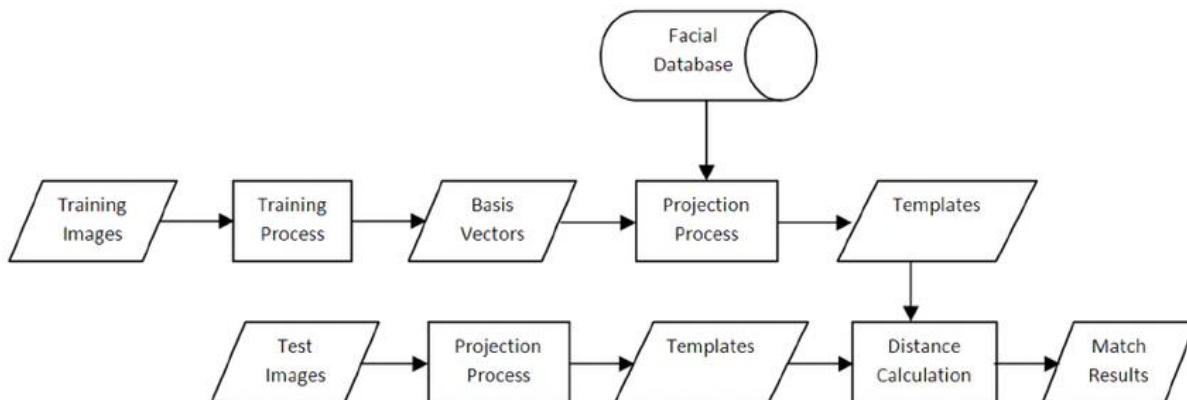 Facial
Database
Training
Images
Training
Process
Basis
Vectors
Projection
Process
Templates
Test
Images
Projection
Process
Templates
Distance
Calculation
Match
Results